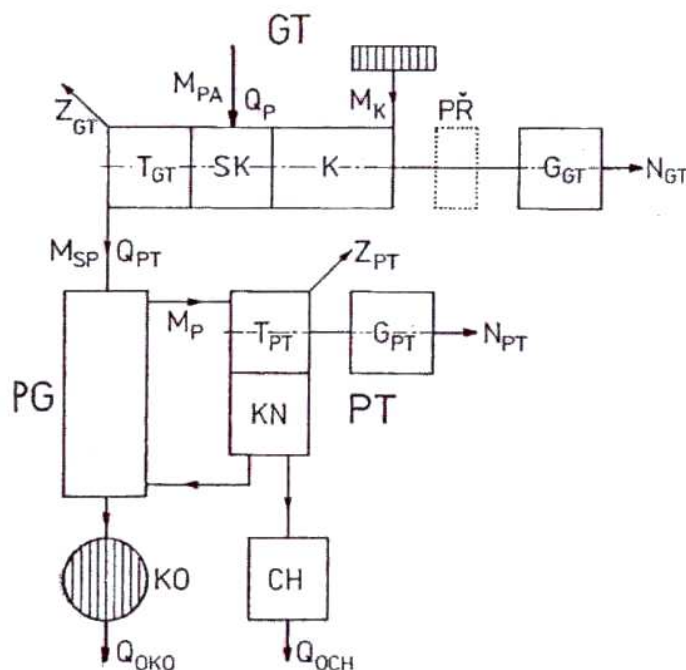 GT
M_PA Q_P M_K PŘ
Z_GT
T_GT SK K G_GT N_GT
M_SP Q_PT Z_PT
M_P T_PT G_PT N_PT
PG KN PT
KO CH
Q_OKO Q_OCH